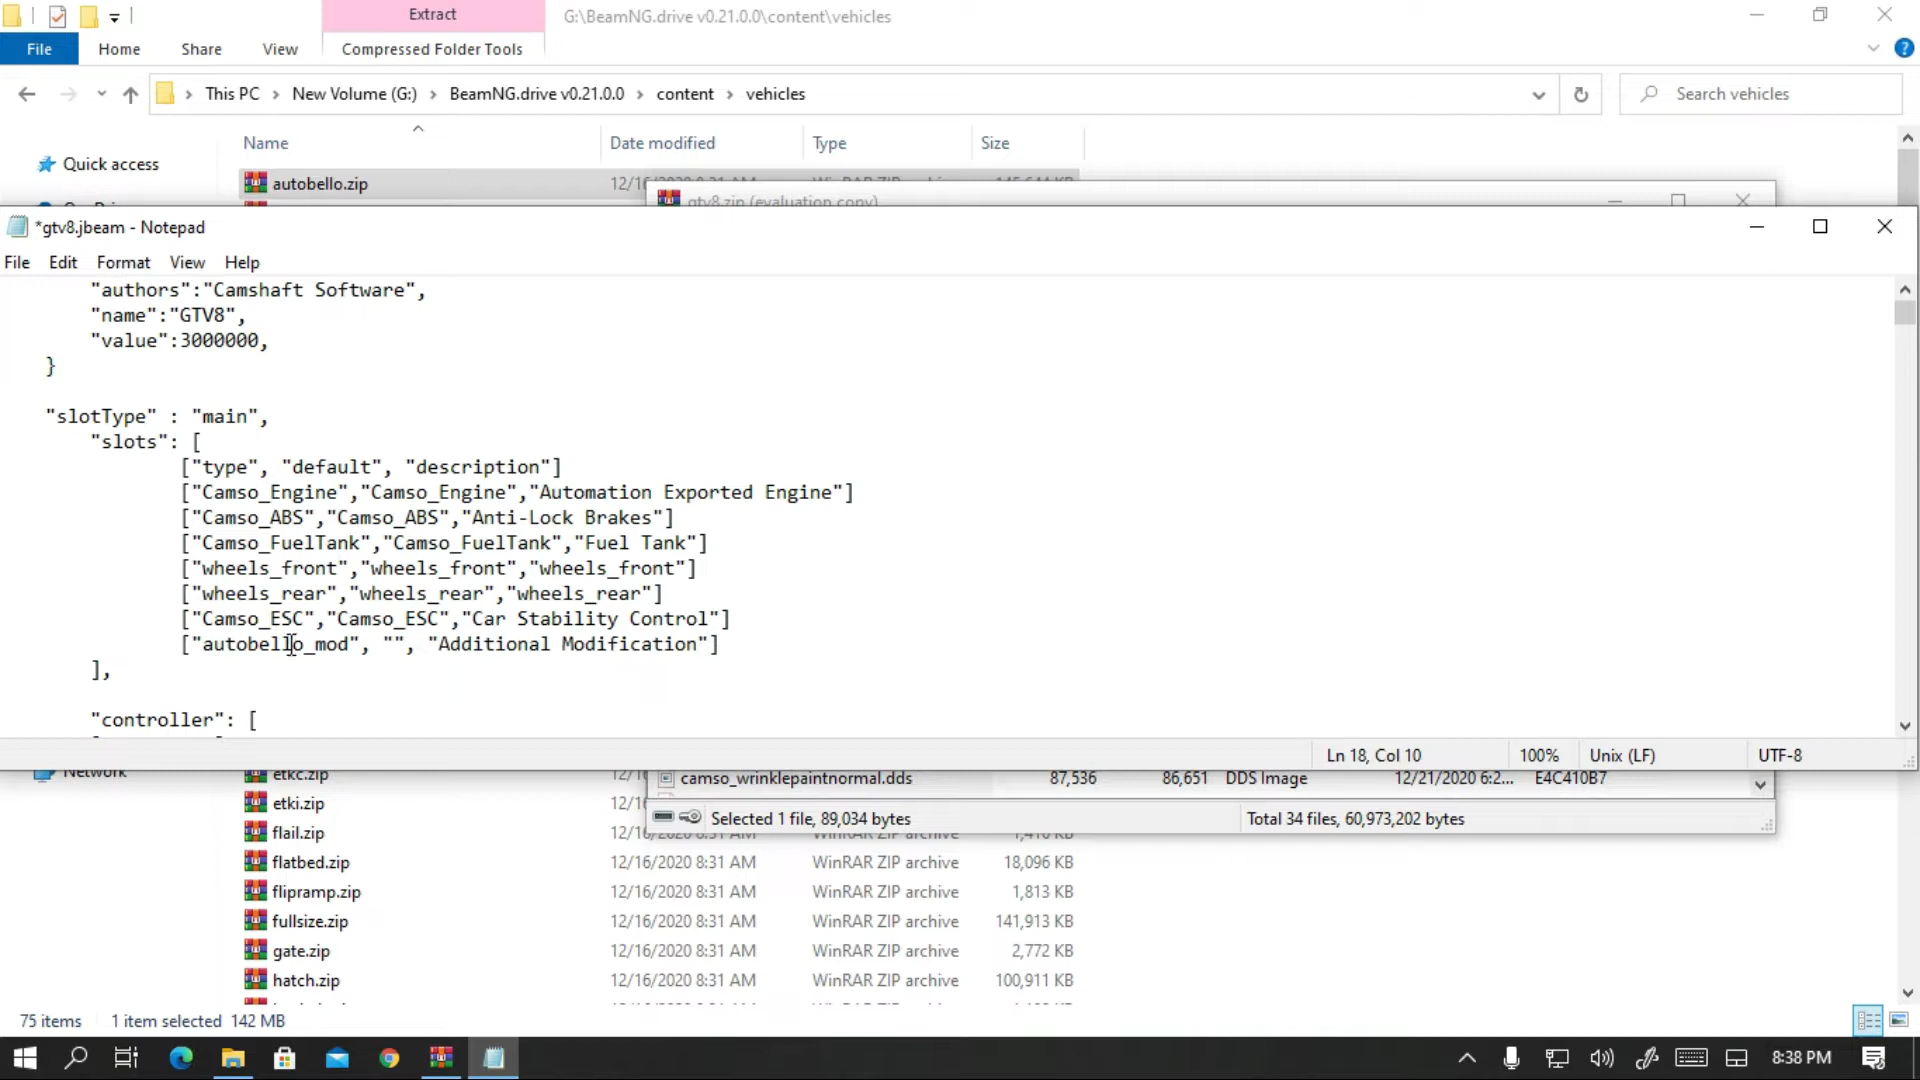 Extract
G:\BeamNG.drive v0.21.0.0\content\vehicles
File
Home
Share
View
Compressed Folder Tools
This PC
New Volume (G:)
BeamNG.drive v0.21.0.0
content
vehicles
Search vehicles
Name
Date modified
Type
Size
Quick access
autobello.zip
gtv8.zip (evaluation copy)
*gtv8.jbeam - Notepad
File
Edit
Format
View
Help
"authors":"Camshaft Software",
"name":"GTV8",
"value":3000000,
}
"slotType" : "main",
"slots": [
["type", "default", "description"]
["Camso_Engine","Camso_Engine","Automation Exported Engine"]
["Camso_ABS","Camso_ABS","Anti-Lock Brakes"]
["Camso_FuelTank","Camso_FuelTank","Fuel Tank"]
["wheels_front","wheels_front","wheels_front"]
["wheels_rear","wheels_rear","wheels_rear"]
["Camso_ESC","Camso_ESC","Car Stability Control"]
["autobello_mod", "", "Additional Modification"]
],
"controller": [
Ln 18, Col 10
100%
Unix (LF)
UTF-8
Network
etkc.zip
camso_wrinklepaintnormal.dds 87,536 86,651 DDS Image 12/21/2020 6:2... E4C410B7
etki.zip
Selected 1 file, 89,034 bytes
Total 34 files, 60,973,202 bytes
flail.zip
flatbed.zip 12/16/2020 8:31 AM WinRAR ZIP archive 18,096 KB
flipramp.zip 12/16/2020 8:31 AM WinRAR ZIP archive 1,813 KB
fullsize.zip 12/16/2020 8:31 AM WinRAR ZIP archive 141,913 KB
gate.zip 12/16/2020 8:31 AM WinRAR ZIP archive 2,772 KB
hatch.zip 12/16/2020 8:31 AM WinRAR ZIP archive 100,911 KB
75 items
1 item selected 142 MB
8:38 PM